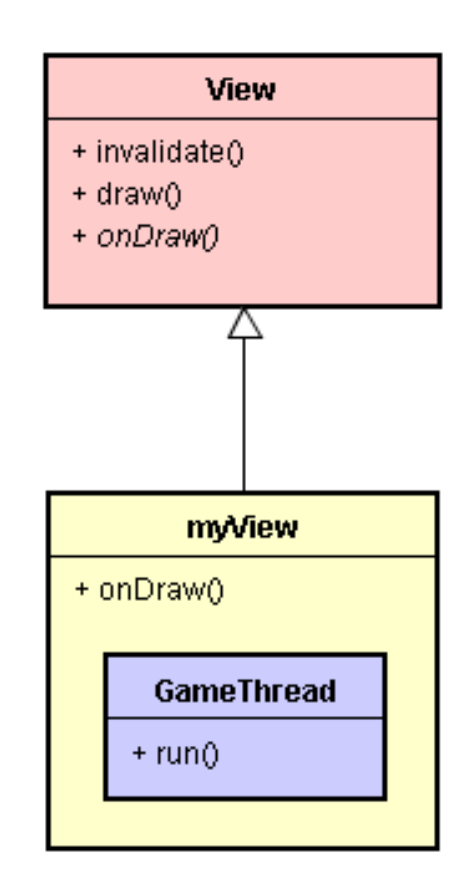 View
+ invalidate()
+ draw()
+ onDraw()
myView
+ onDraw()
GameThread
+ run()